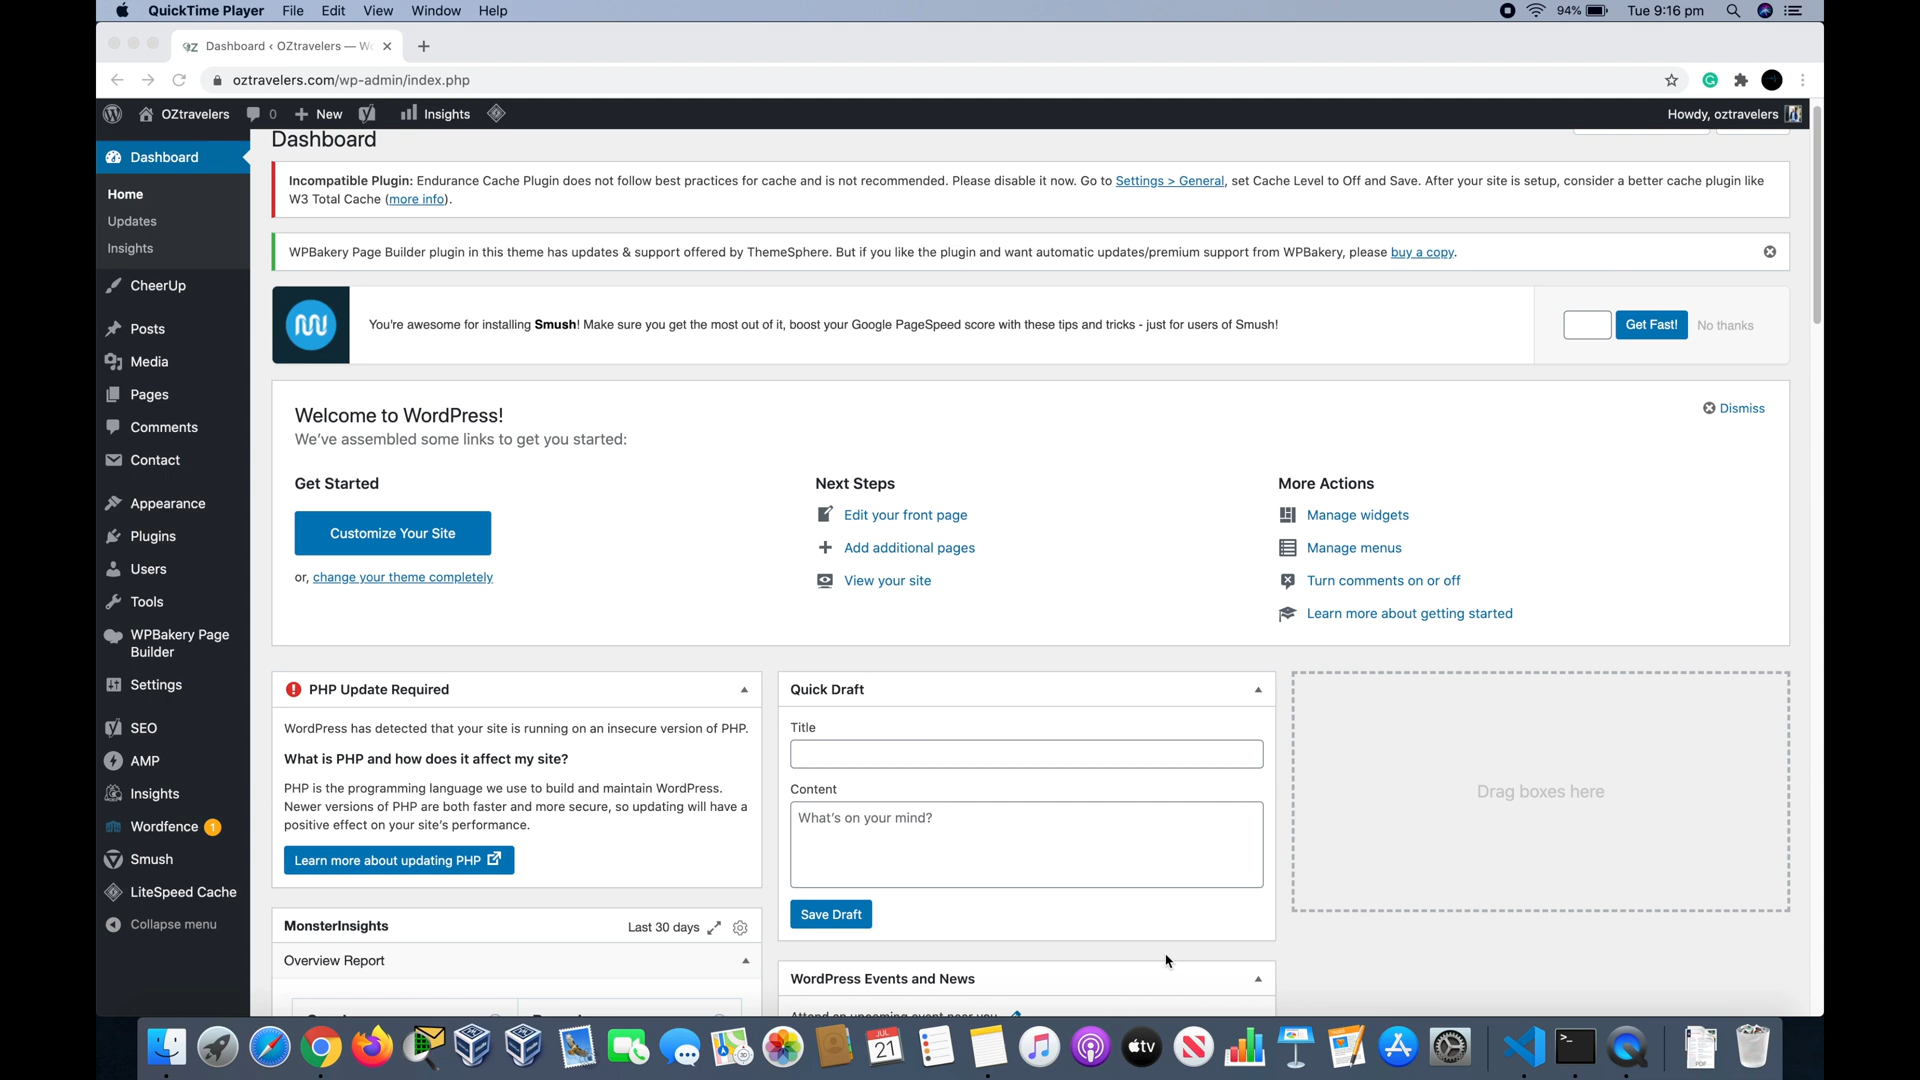 QuickTime Player File Edit View Window Help
94% Tue 9:16 pm
Dashboard ‹ OZtravelers — W
oztravelers.com/wp-admin/index.php
OZtravelers 0 New Insights
Howdy, oztravelers
Dashboard
Home
Updates
Insights
CheerUp
Posts
Media
Pages
Comments
Contact
Appearance
Plugins
Users
Tools
WPBakery Page
Builder
Settings
SEO
AMP
Insights
Wordfence 1
Smush
LiteSpeed Cache
Collapse menu
Dashboard
Incompatible Plugin: Endurance Cache Plugin does not follow best practices for cache and is not recommended. Please disable it now. Go to Settings > General, set Cache Level to Off and Save. After your site is setup, consider a better cache plugin like
W3 Total Cache (more info).
WPBakery Page Builder plugin in this theme has updates & support offered by ThemeSphere. But if you like the plugin and want automatic updates/premium support from WPBakery, please buy a copy.
You're awesome for installing Smush! Make sure you get the most out of it, boost your Google PageSpeed score with these tips and tricks - just for users of Smush!
Get Fast! No thanks
Welcome to WordPress!
Dismiss
We've assembled some links to get you started:
Get Started
Customize Your Site
or, change your theme completely
Next Steps
Edit your front page
Add additional pages
View your site
More Actions
Manage widgets
Manage menus
Turn comments on or off
Learn more about getting started
PHP Update Required
WordPress has detected that your site is running on an insecure version of PHP.
What is PHP and how does it affect my site?
PHP is the programming language we use to build and maintain WordPress.
Newer versions of PHP are both faster and more secure, so updating will have a
positive effect on your site's performance.
Learn more about updating PHP
MonsterInsights Last 30 days
Overview Report
Quick Draft
Title
Content
What's on your mind?
Save Draft
WordPress Events and News
Attend an upcoming event near you
Drag boxes here
JUL
21
tv
PDF